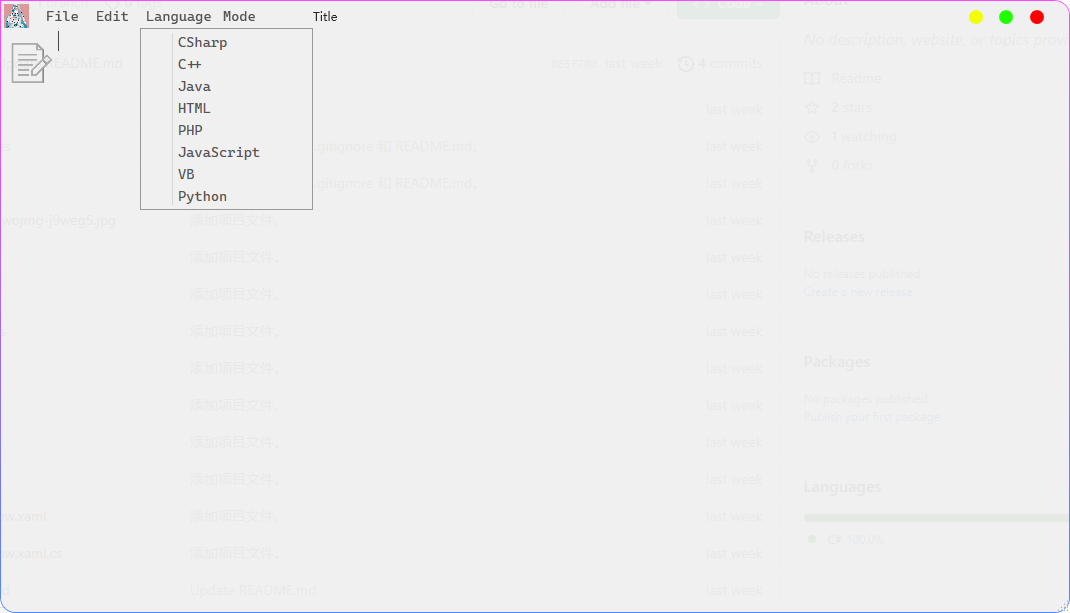 File Edit Language Mode Title
CSharp
C++
Java
HTML
PHP
JavaScript
VB
Python
Go to file Add file
About
No description, website, or topics provi
README.md last week 4 commits
Readme
last week 2 stars
1 watching
.gitignore 和 README.md。 last week
0 forks
.gitignore 和 README.md。 last week
wojmg-j9weg5.jpg 添加项目文件。 last week
Releases
添加项目文件。 last week
No releases published
Create a new release
添加项目文件。 last week
添加项目文件。 last week
Packages
添加项目文件。 last week
No packages published
添加项目文件。 last week
Publish your first package
添加项目文件。 last week
添加项目文件。 last week
Languages
ow.xaml 添加项目文件。 last week
C# 100.0%
ow.xaml.cs 添加项目文件。 last week
Update README.md last week